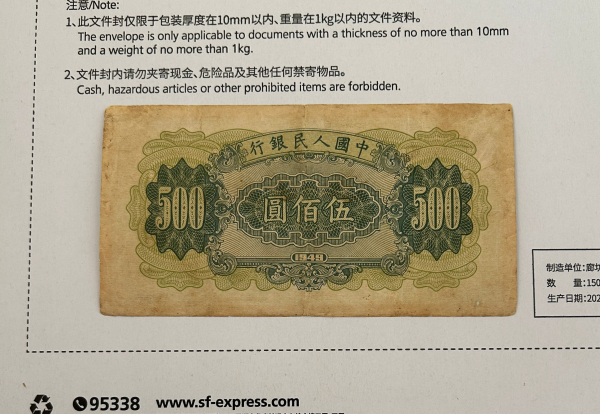 注意/Note:
1、此文件封仅限于包装厚度在10mm以内、重量在1kg以内的文件资料。
The envelope is only applicable to documents with a thickness of no more than 10mm
and a weight of no more than 1kg.
2、文件封内请勿夹寄现金、危险品及其他任何禁寄物品。
Cash, hazardous articles or other prohibited items are forbidden.
行銀民人國中
500 圓佰伍 500
1949
制造单位:廊坊
数 量:150
生产日期:202
95338 www.sf-express.com